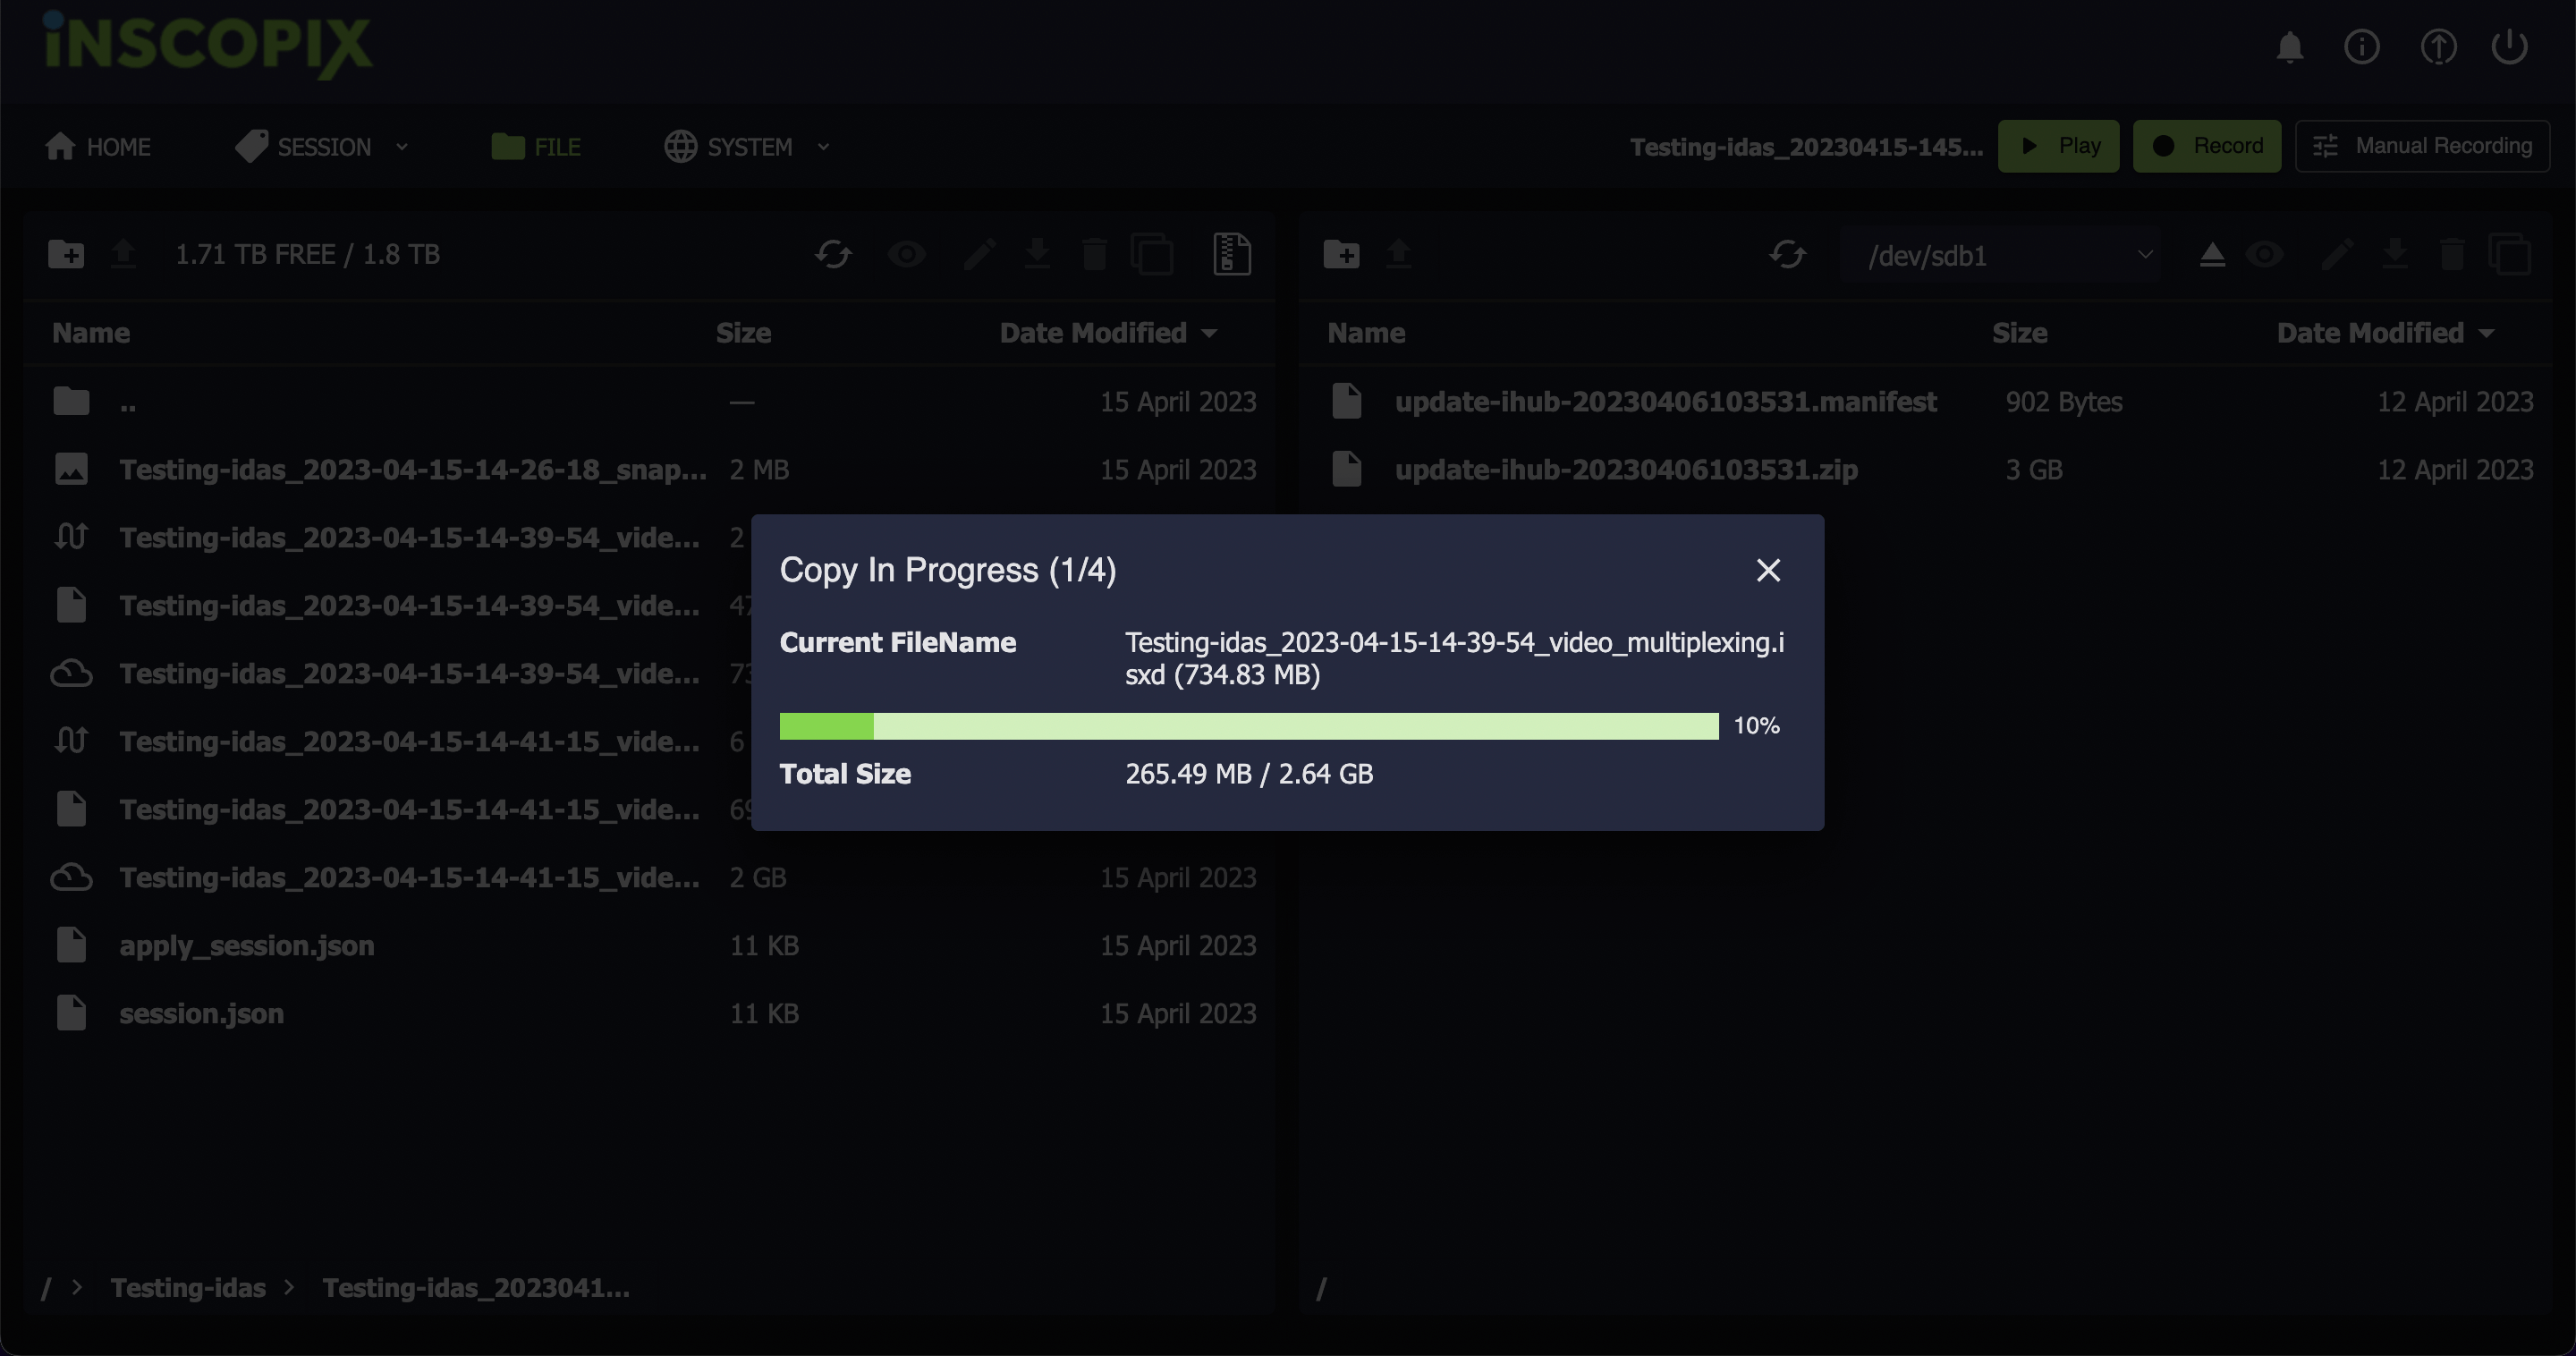 iNSCOPIX
HOME SESSION FILE SYSTEM Testing-idas_20230415-145... Play Record Manual Recording
1.71 TB FREE / 1.8 TB
/dev/sdb1
Name Size Date Modified
.. — 15 April 2023
Testing-idas_2023-04-15-14-26-18_snap... 2 MB 15 April 2023
Testing-idas_2023-04-15-14-39-54_vide... 2
Testing-idas_2023-04-15-14-39-54_vide... 47
Testing-idas_2023-04-15-14-39-54_vide... 73
Testing-idas_2023-04-15-14-41-15_vide... 6
Testing-idas_2023-04-15-14-41-15_vide... 69
Testing-idas_2023-04-15-14-41-15_vide... 2 GB 15 April 2023
apply_session.json 11 KB 15 April 2023
session.json 11 KB 15 April 2023
/ > Testing-idas > Testing-idas_2023041...
Name Size Date Modified
update-ihub-20230406103531.manifest 902 Bytes 12 April 2023
update-ihub-20230406103531.zip 3 GB 12 April 2023
/
Copy In Progress (1/4)
Current FileName Testing-idas_2023-04-15-14-39-54_video_multiplexing.i
sxd (734.83 MB)
10%
Total Size 265.49 MB / 2.64 GB